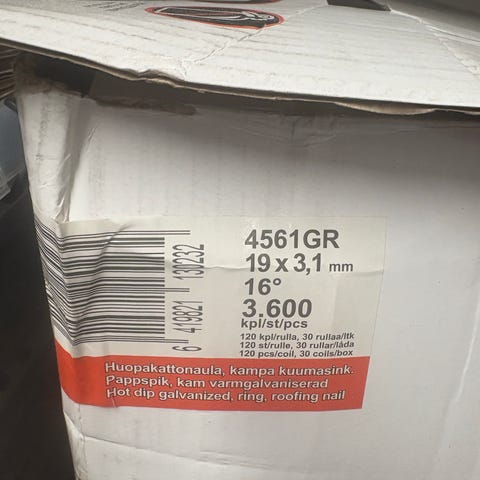 4561GR
19 x 3,1 mm
16°
3.600
kpl/st/pcs
120 kpl/rulla, 30 rullaa/ltk
120 st/rulle, 30 rullar/låda
120 pcs/coil, 30 coils/box
6 419821 130232
Huopakattonaula, kampa kuumasink.
Pappspik, kam varmgalvaniserad
Hot dip galvanized, ring, roofing nail